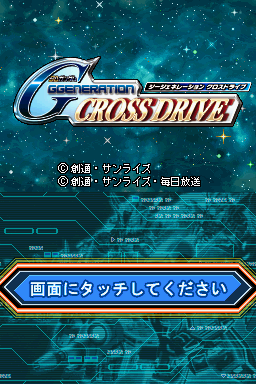 GGENERATION
ジージェネレーション クロスドライブ
CROSS DRIVE
© 創通・サンライズ
© 創通・サンライズ・毎日放送
画面にタッチしてください